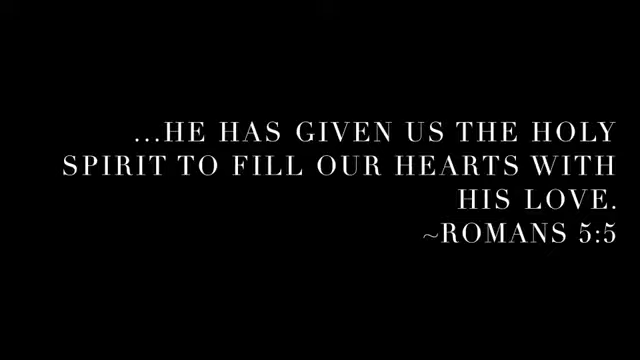 ...HE HAS GIVEN US THE HOLY
SPIRIT TO FILL OUR HEARTS WITH
HIS LOVE.
~ROMANS 5:5